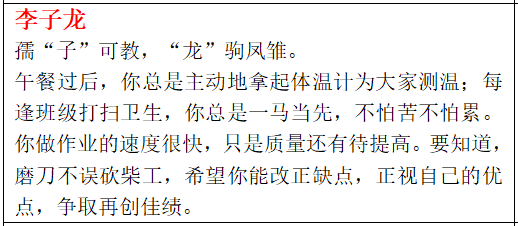 李子龙
孺“子”可教，“龙”驹凤雏。
午餐过后，你总是主动地拿起体温计为大家测温；每
逢班级打扫卫生，你总是一马当先，不怕苦不怕累。
你做作业的速度很快，只是质量还有待提高。要知道，
磨刀不误砍柴工，希望你能改正缺点，正视自己的优
点，争取再创佳绩。